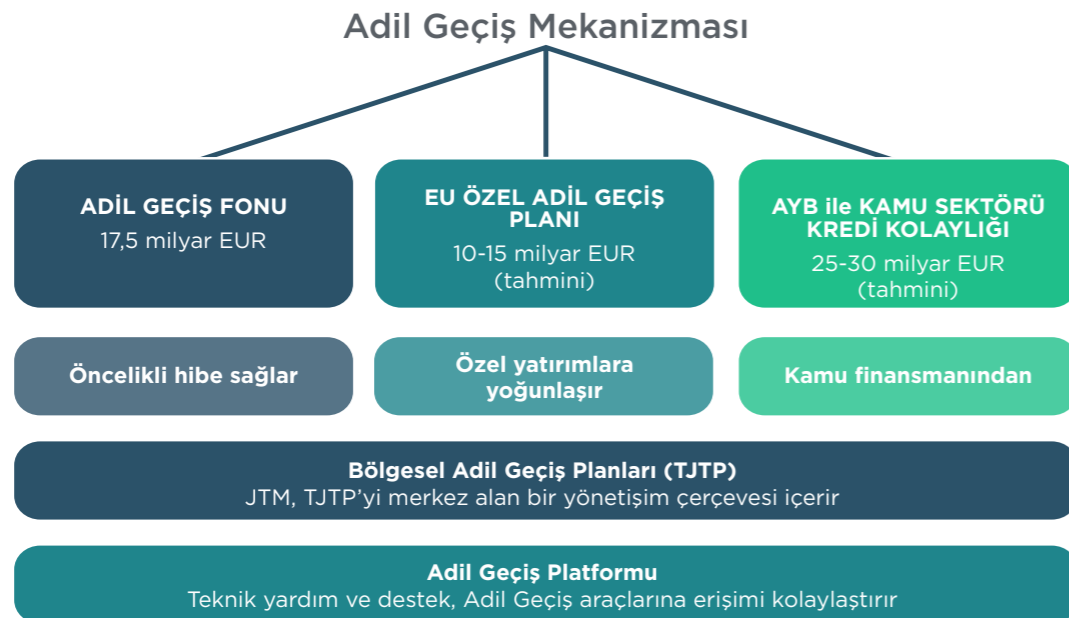 Adil Geçiş Mekanizması
ADİL GEÇİŞ FONU
17,5 milyar EUR
EU ÖZEL ADİL GEÇİŞ
PLANI
10-15 milyar EUR
(tahmini)
AYB ile KAMU SEKTÖRÜ
KREDİ KOLAYLIĞI
25-30 milyar EUR
(tahmini)
Öncelikli hibe sağlar
Özel yatırımlara
yoğunlaşır
Kamu finansmanından
Bölgesel Adil Geçiş Planları (TJTP)
JTM, TJTP’yi merkez alan bir yönetişim çerçevesi içerir
Adil Geçiş Platformu
Teknik yardım ve destek, Adil Geçiş araçlarına erişimi kolaylaştırır